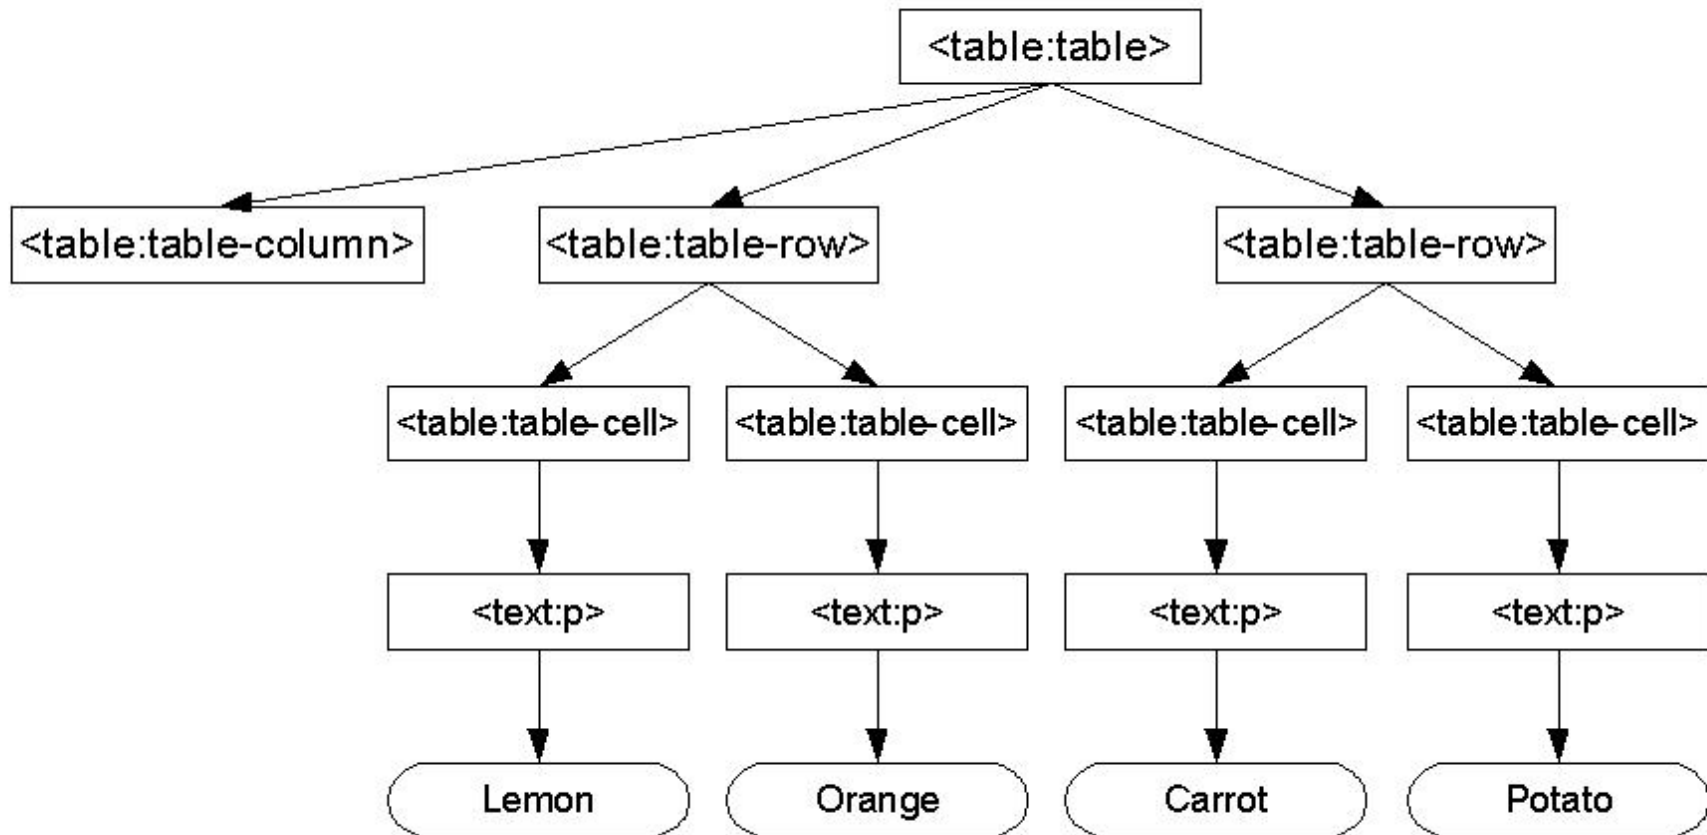 <table:table>
<table:table-column> <table:table-row> <table:table-row>
<table:table-cell> <table:table-cell> <table:table-cell> <table:table-cell>
<text:p> <text:p> <text:p> <text:p>
Lemon Orange Carrot Potato